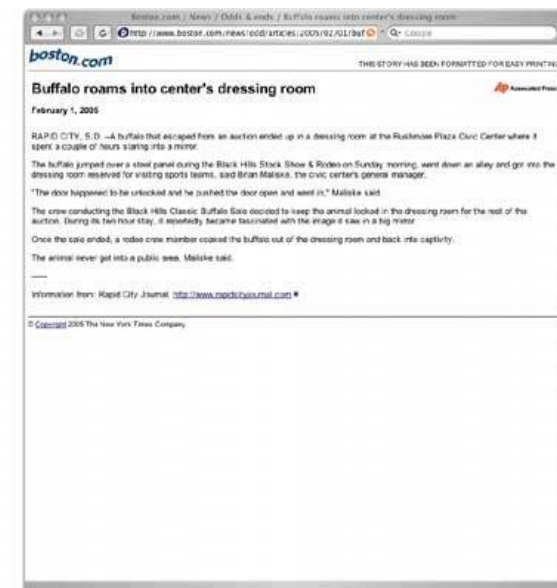 Boston.com / News / Odds & ends / Buffalo roams into center's dressing room
http://www.boston.com/news/odd/articles/2005/02/01/buf
Q- Google
boston.com
THIS STORY HAS BEEN FORMATTED FOR EASY PRINTING
Buffalo roams into center's dressing room
AP Associated Press
February 1, 2005
RAPID CITY, S.D. --A buffalo that escaped from an auction ended up in a dressing room at the Rushmore Plaza Civic Center where it
spent a couple of hours staring into a mirror.
The buffalo jumped over a steel panel during the Black Hills Stock Show & Rodeo on Sunday morning, went down an alley and got into the
dressing room reserved for visiting sports teams, said Brian Maliske, the civic center's general manager.
"The door happened to be unlocked and he pushed the door open and went in," Maliske said.
The crew conducting the Black Hills Classic Buffalo Sale decided to keep the animal locked in the dressing room for the rest of the
auction. During its two hour stay, it reportedly became fascinated with the image it saw in a big mirror.
Once the sale ended, a rodeo crew member coaxed the buffalo out of the dressing room and back into captivity.
The animal never got into a public area, Maliske said.
------
Information from: Rapid City Journal, http://www.rapidcityjournal.com
© Copyright 2005 The New York Times Company